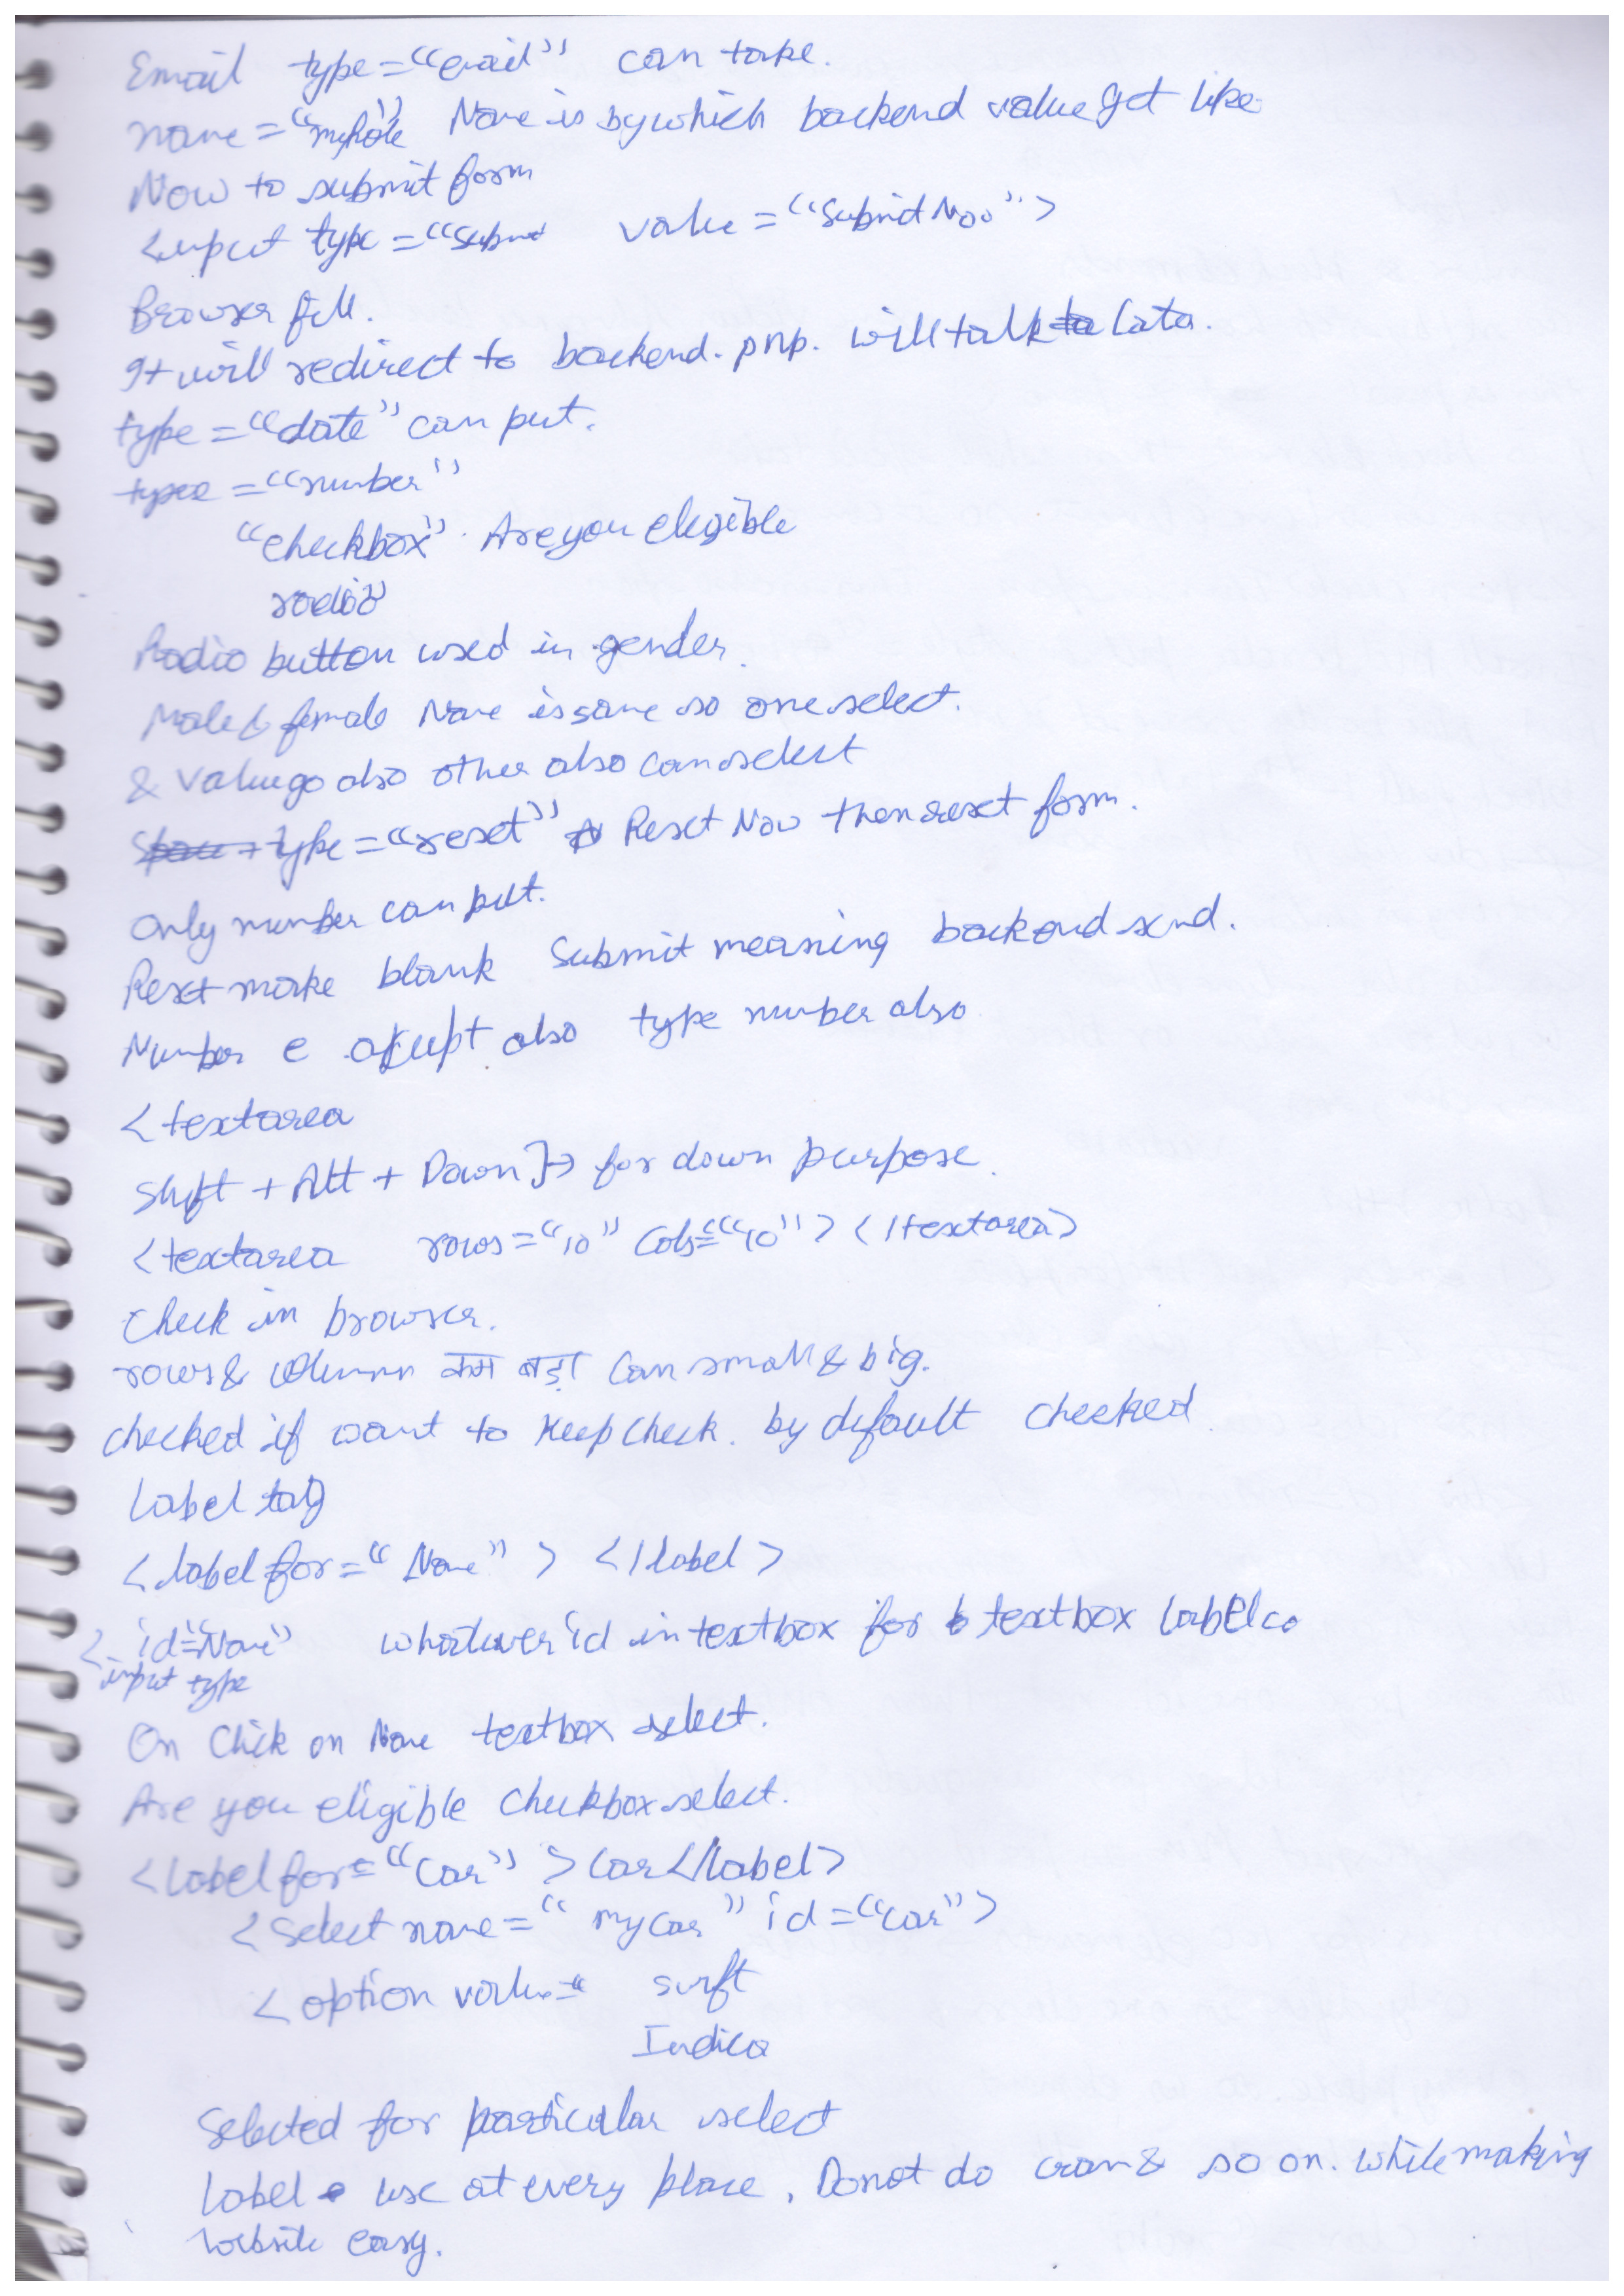 Email type="email" can take.
name="myName" Name is by which backend value get like
Now to submit form
<input type="submit value="Submit Now">
Browser fill.
It will redirect to backend. php. will talk to later.
type="date" can put.
type="number"
"checkbox". Are you eligible
radio"
Radio button used in gender.
Male & female Name is same so one select.
& value go also other also can select
type="reset" Reset Now then reset form.
Only number can put.
Reset make blank Submit meaning backend send.
Number e accept also type number also
<textarea
Shift + Alt + Down }→ for down purpose.
<textarea rows="10" cols="10"></textarea>
Check in browser.
rows & column कम बड़ा Can small & big.
checked if want to keep check. by default checked
Label tag
<label for="Name"> </label>
< id="Name" whatever id in textbox for textbox label
input type
On Click on Name textbox select.
Are you eligible checkbox select.
<label for="Car">Car</label>
<select name="myCar" id="car">
<option value=" swift
Indica
Selected for particular select
Label use at every place. Donot do cram & so on. While making
website easy.